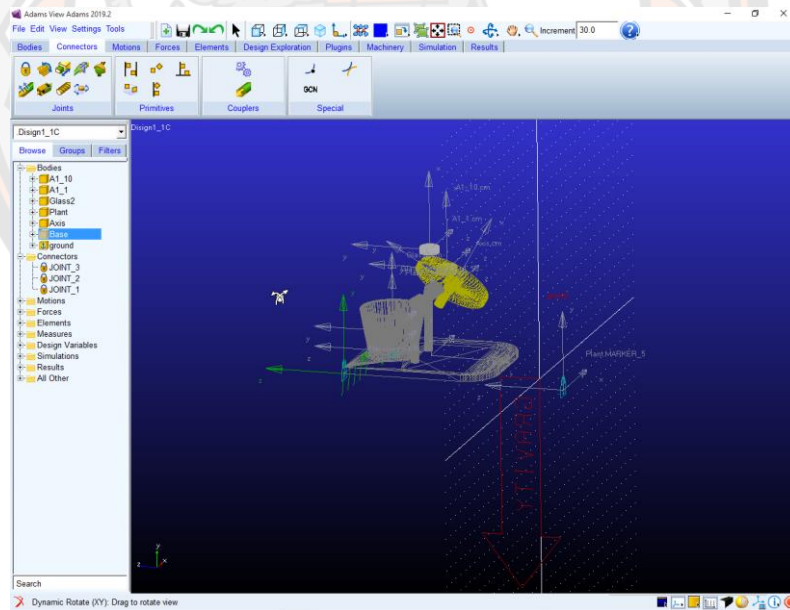 Adams View Adams 2019.2
File Edit View Settings Tools
Increment 30.0
Bodies Connectors Motions Forces Elements Design Exploration Plugins Machinery Simulation Results
GCN
Joints Primitives Couplers Special
.Disign1_1C
Disign1_1C
Browse Groups Filters
Bodies
A1_10
A1_1
Glass2
Plant
Axis
Base
ground
Connectors
JOINT_3
JOINT_2
JOINT_1
Motions
Forces
Elements
Measures
Design Variables
Simulations
Results
All Other
A1_10.cm
A1_1.cm
Axis.cm
Plant.MARKER_5
GRAVITY
y
x
z
Search
Dynamic Rotate (XY): Drag to rotate view